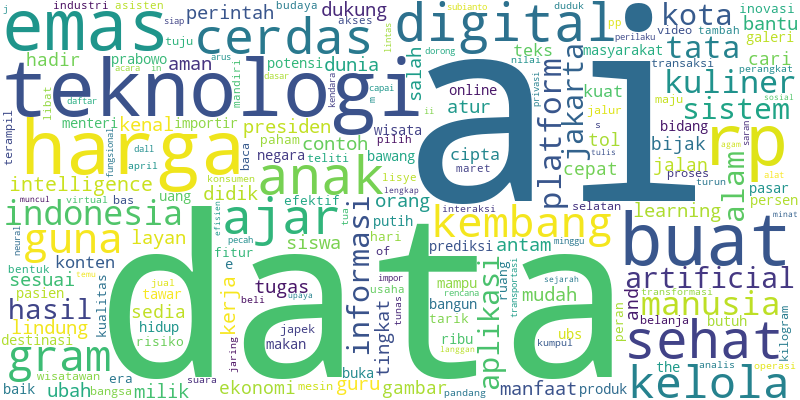 j
industri
asisten
budaya
dukung
akses
subianto
duduk
pp
inovasi
emas
siap
perintah
cerdas
digital
kota
bantu
tuju
lintas
video
tambah
galeri
hadir
prabowo
arus
teks
masyarakat
perilaku
acara
in
aman
potensi
dunia
salah
dorong
nilai
tata
cari
perangkat
teknologi
daftar
dasar
mandiri
m
capai
online
privasi
kuat
transaksi
kuliner
sosial
libat
kendara
atur
ii
platform
jakarta
jalur
maju
sistem
terampil
harga
menteri
kenal
importir
presiden
ai
s
bidang
rp
dall
fungsional
baca
paham
contoh
pilih
wisata
cipta
tol
bijak
saran
april
negara
teliti
bawang
maret
tulis
cepat
jalan
proses
agam
intelligence
konsumen
anak
lisye
alam
turun
alat
muncul
virtual
bas
uang
didik
efektif
lengkap
orang
interaksi
selatan
learning
pasar
persen
minat
indonesia
ajar
tua
putih
kembang
buat
neural
guna
layan
efisien
pecah
siswa
informasi
hari
prediksi
antam
minggu
bentuk
konten
fitur
e
data
of
impor
mampu
ruang
sejarah
transportasi
artificial
sesuai
kualitas
temu
tugas
usaha
rencana
bangun
aplikasi
mudah
peran
and
transformasi
pasien
jual
tawar
kerja
beli
upaya
tunas
tarik
manusia
hasil
sedia
jaring
japek
tingkat
ribu
ubs
belanja
butuh
kilogram
lindung
hidup
makan
langgan
kumpul
sehat
destinasi
risiko
buka
the
analis
operasi
gram
wisatawan
era
suara
mesin
pandang
kelola
baik
ubah
bangsa
milik
ekonomi
guru
gambar
manfaat
produk